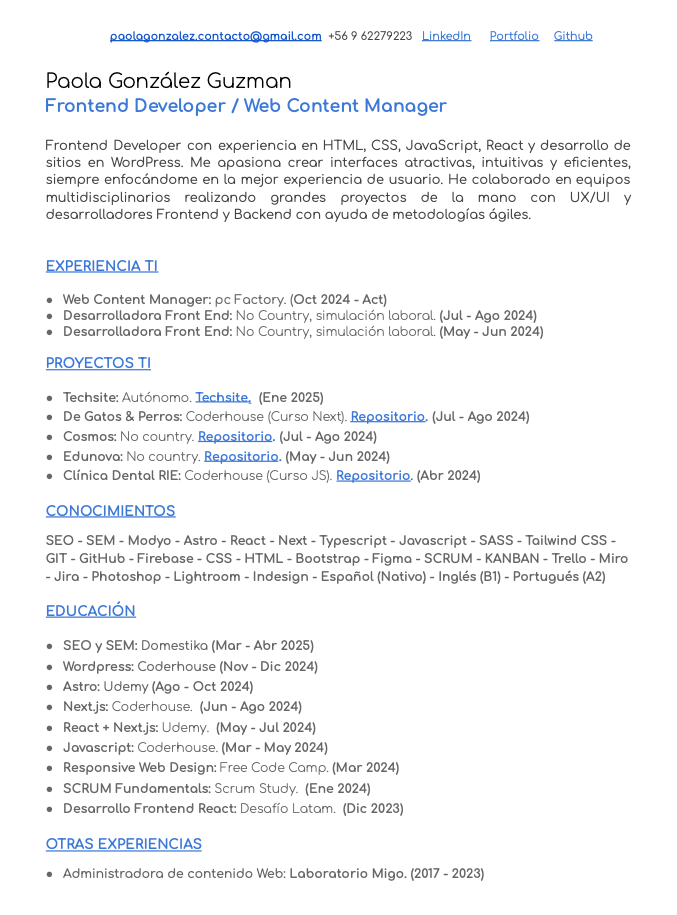 paolagonzalez.contacto@gmail.com +56 9 62279223 LinkedIn Portfolio Github
Paola González Guzman
Frontend Developer / Web Content Manager
Frontend Developer con experiencia en HTML, CSS, JavaScript, React y desarrollo de
sitios en WordPress. Me apasiona crear interfaces atractivas, intuitivas y eficientes,
siempre enfocándome en la mejor experiencia de usuario. He colaborado en equipos
multidisciplinarios realizando grandes proyectos de la mano con UX/UI y
desarrolladores Frontend y Backend con ayuda de metodologías ágiles.
EXPERIENCIA TI
● Web Content Manager: pc Factory. (Oct 2024 - Act)
● Desarrolladora Front End: No Country, simulación laboral. (Jul - Ago 2024)
● Desarrolladora Front End: No Country, simulación laboral. (May - Jun 2024)
PROYECTOS TI
● Techsite: Autónomo. Techsite. (Ene 2025)
● De Gatos & Perros: Coderhouse (Curso Next). Repositorio. (Jul - Ago 2024)
● Cosmos: No country. Repositorio. (Jul - Ago 2024)
● Edunova: No country. Repositorio. (May - Jun 2024)
● Clínica Dental RIE: Coderhouse (Curso JS). Repositorio. (Abr 2024)
CONOCIMIENTOS
SEO - SEM - Modyo - Astro - React - Next - Typescript - Javascript - SASS - Tailwind CSS -
GIT - GitHub - Firebase - CSS - HTML - Bootstrap - Figma - SCRUM - KANBAN - Trello - Miro
- Jira - Photoshop - Lightroom - Indesign - Español (Nativo) - Inglés (B1) - Portugués (A2)
EDUCACIÓN
● SEO y SEM: Domestika (Mar - Abr 2025)
● Wordpress: Coderhouse (Nov - Dic 2024)
● Astro: Udemy (Ago - Oct 2024)
● Next.js: Coderhouse. (Jun - Ago 2024)
● React + Next.js: Udemy. (May - Jul 2024)
● Javascript: Coderhouse. (Mar - May 2024)
● Responsive Web Design: Free Code Camp. (Mar 2024)
● SCRUM Fundamentals: Scrum Study. (Ene 2024)
● Desarrollo Frontend React: Desafío Latam. (Dic 2023)
OTRAS EXPERIENCIAS
● Administradora de contenido Web: Laboratorio Migo. (2017 - 2023)